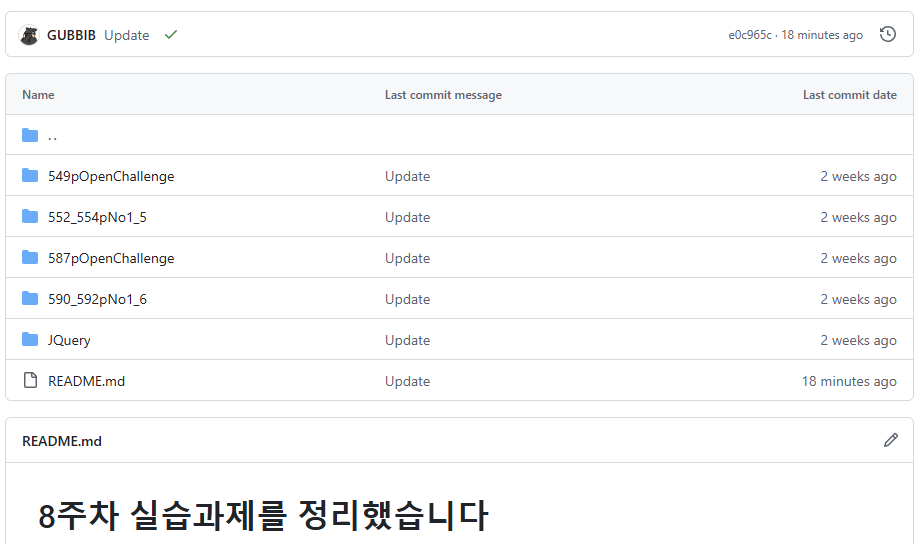 GUBBIB Update e0c965c · 18 minutes ago
Name Last commit message Last commit date
..
549pOpenChallenge Update 2 weeks ago
552_554pNo1_5 Update 2 weeks ago
587pOpenChallenge Update 2 weeks ago
590_592pNo1_6 Update 2 weeks ago
JQuery Update 2 weeks ago
README.md Update 18 minutes ago
README.md
8주차 실습과제를 정리했습니다